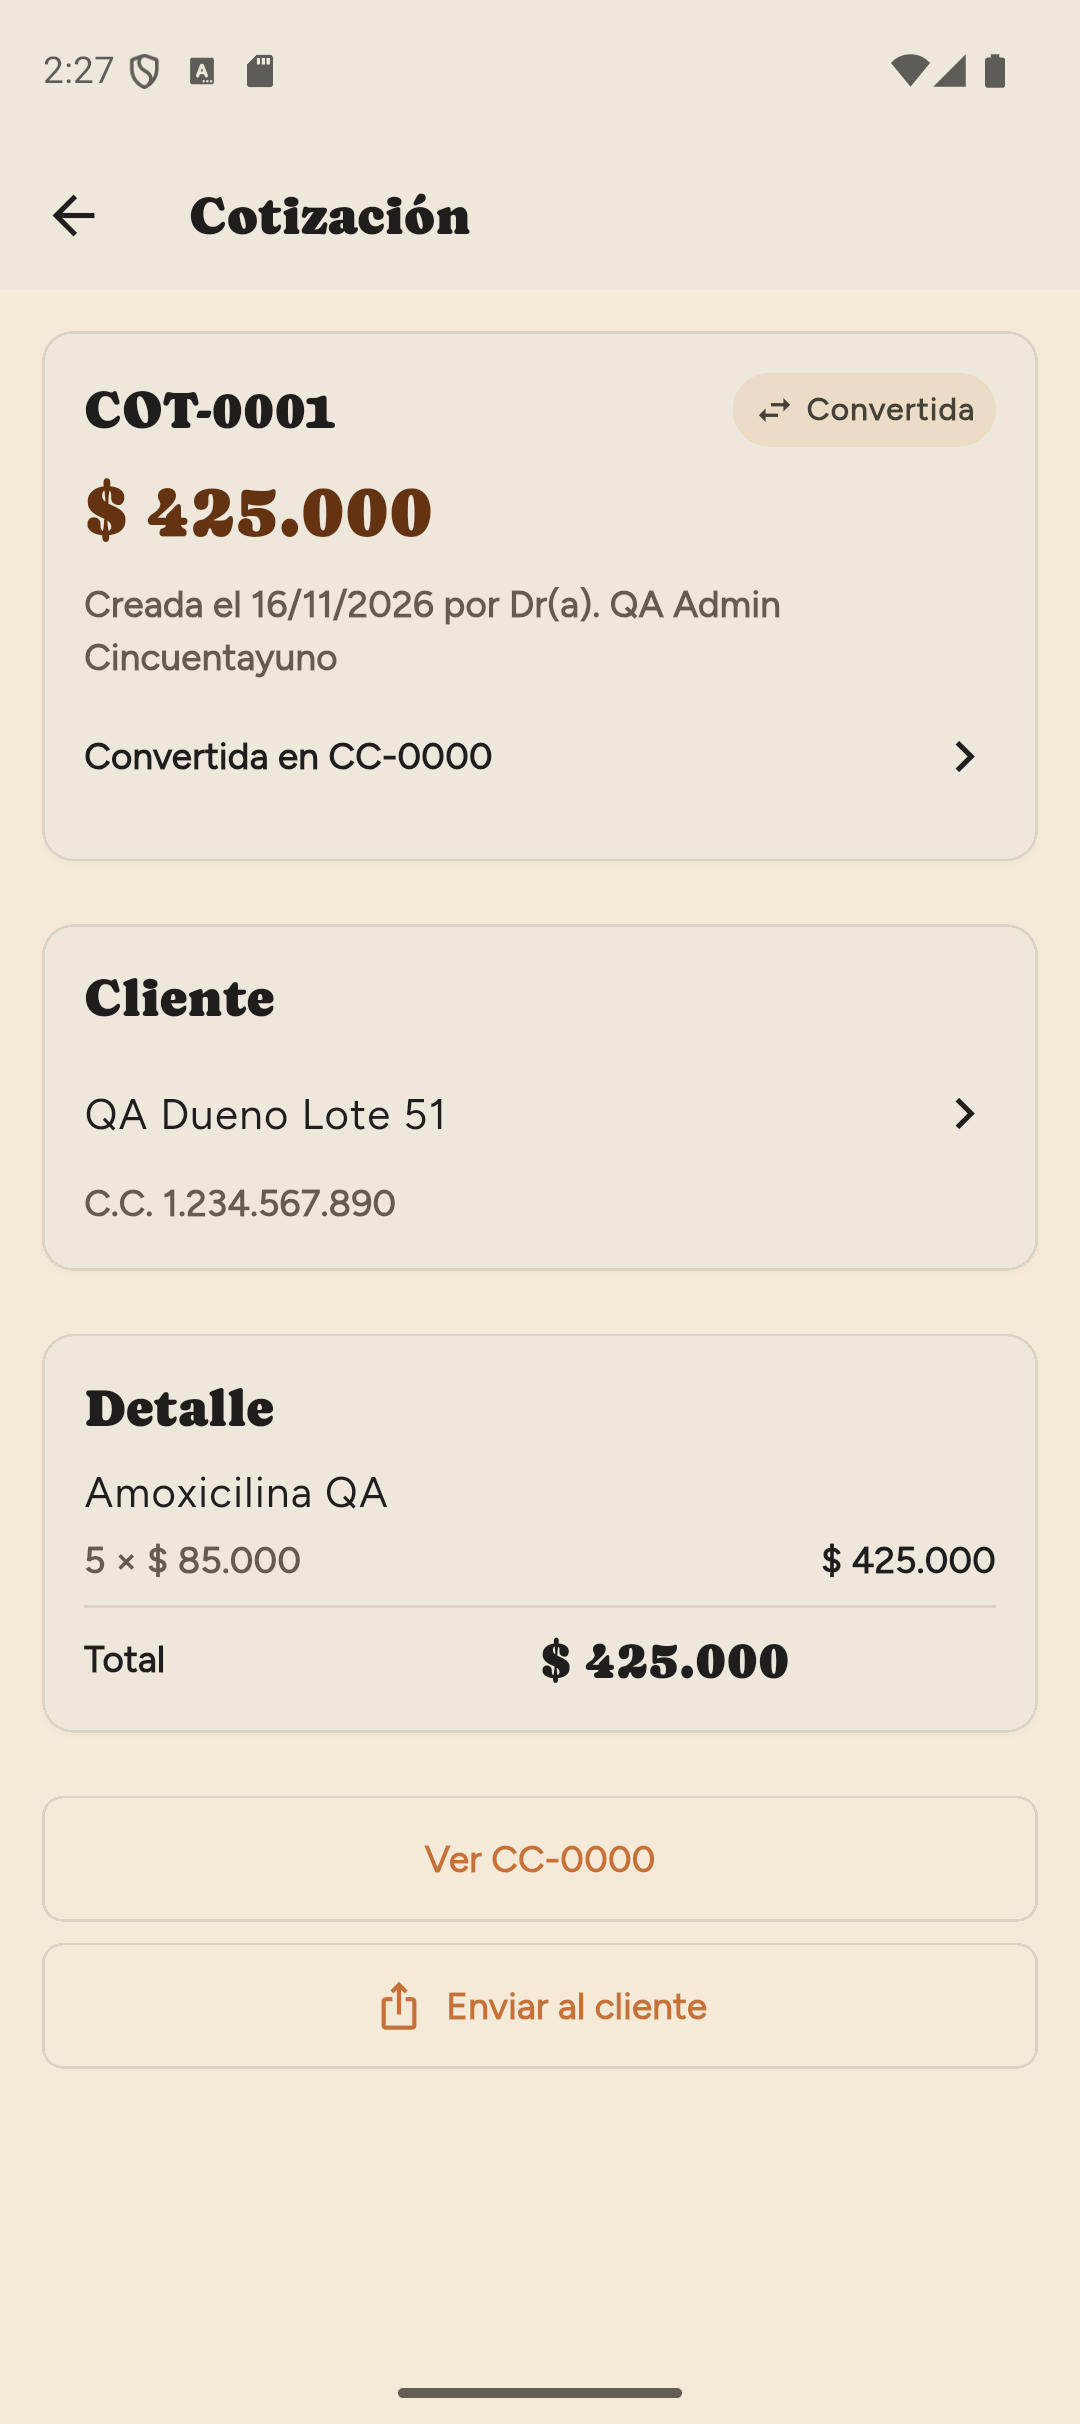 2:27
Cotización
COT-0001
Convertida
$ 425.000
Creada el 16/11/2026 por Dr(a). QA Admin
Cincuentayuno
Convertida en CC-0000
Cliente
QA Dueno Lote 51
C.C. 1.234.567.890
Detalle
Amoxicilina QA
5 × $ 85.000 $ 425.000
Total $ 425.000
Ver CC-0000
Enviar al cliente